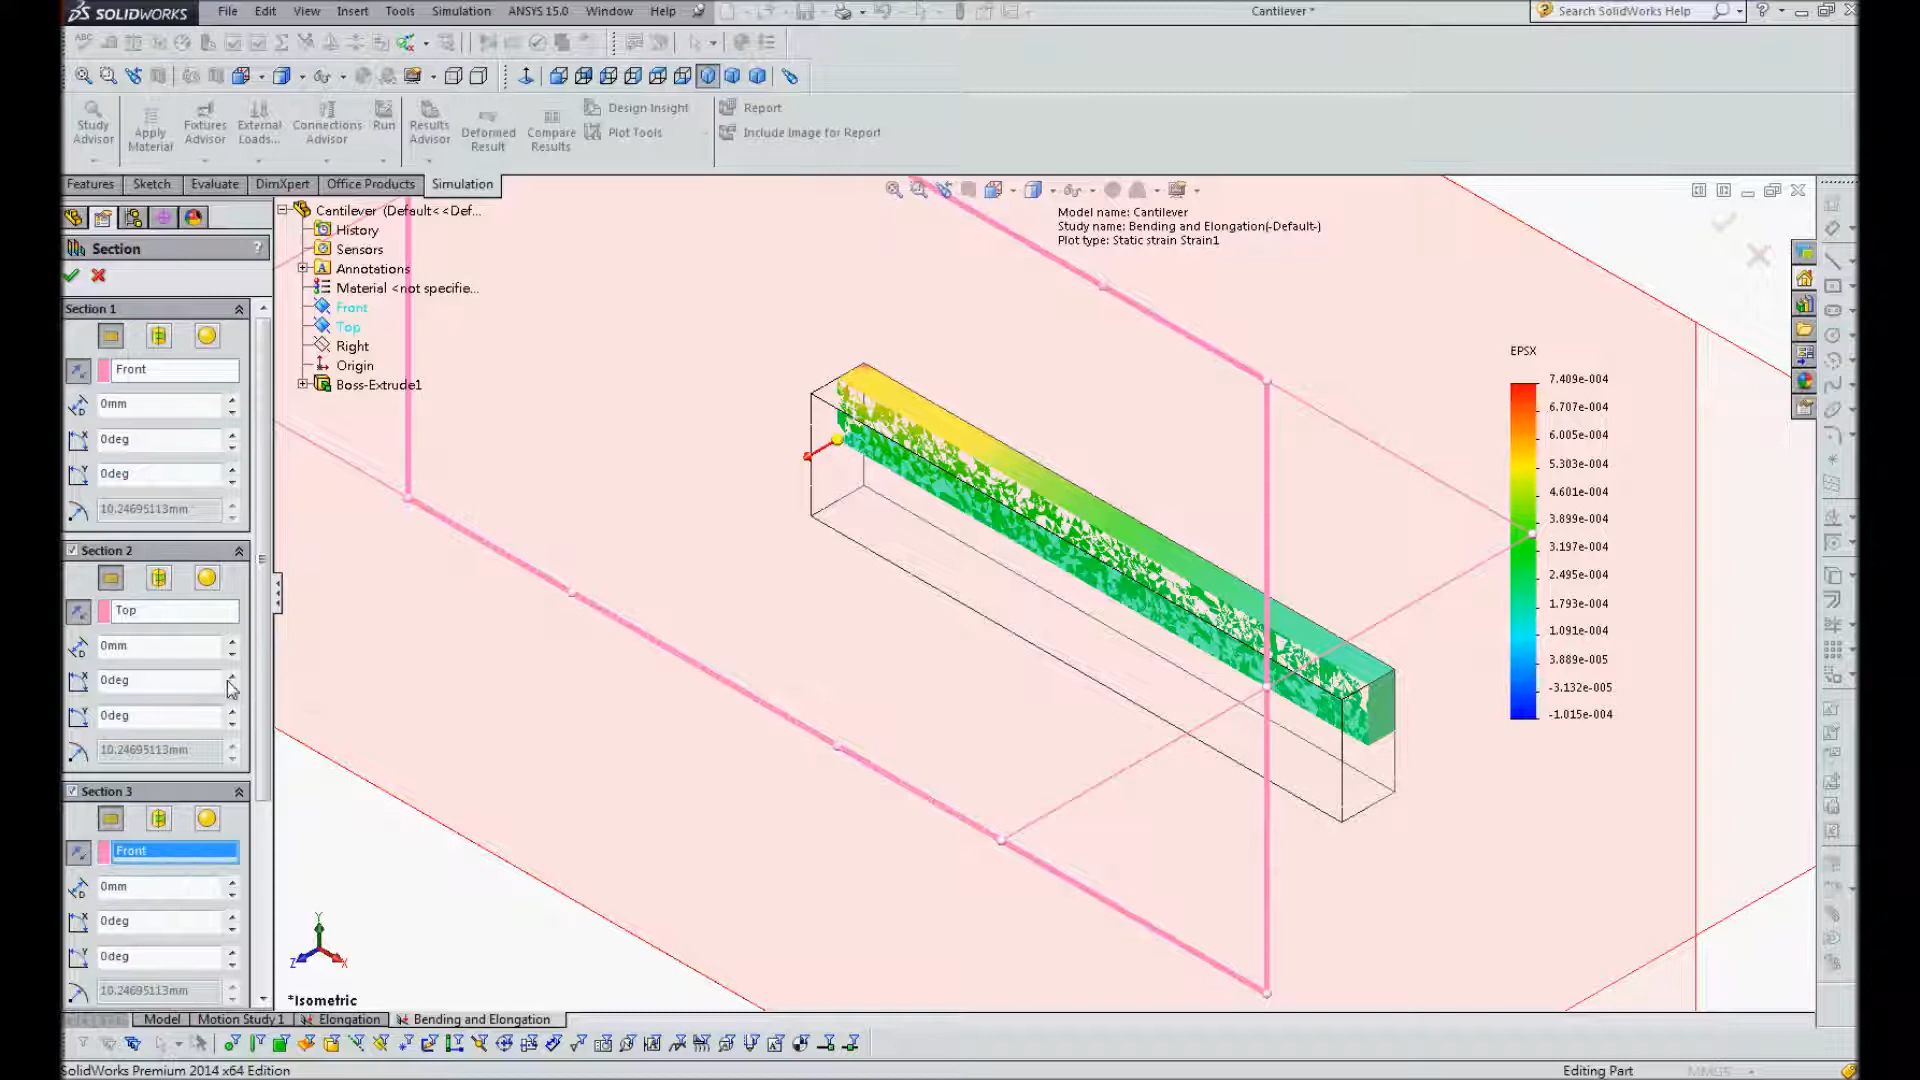 SOLIDWORKS File Edit View Insert Tools Simulation ANSYS 15.0 Window Help Cantilever * Search SolidWorks Help
Study Advisor
Apply Material
Fixtures Advisor
External Loads...
Connections Advisor
Run
Results Advisor
Deformed Result
Compare Results
Design Insight
Plot Tools
Report
Include Image for Report
Features Sketch Evaluate DimXpert Office Products Simulation
Section ?
Section 1
Front
0mm
0deg
0deg
10.24695113mm
Section 2
Top
0mm
0deg
0deg
10.24695113mm
Section 3
Front
0mm
0deg
0deg
10.24695113mm
Cantilever (Default<<Def...
History
Sensors
Annotations
Material <not specifie...
Front
Top
Right
Origin
Boss-Extrude1
Model name: Cantilever
Study name: Bending and Elongation(-Default-)
Plot type: Static strain Strain1
EPSX
7.409e-004
6.707e-004
6.005e-004
5.303e-004
4.601e-004
3.899e-004
3.197e-004
2.495e-004
1.793e-004
1.091e-004
3.889e-005
-3.132e-005
-1.015e-004
Y
Z
X
*Isometric
Model Motion Study 1 Elongation Bending and Elongation
SolidWorks Premium 2014 x64 Edition Editing Part MMGS